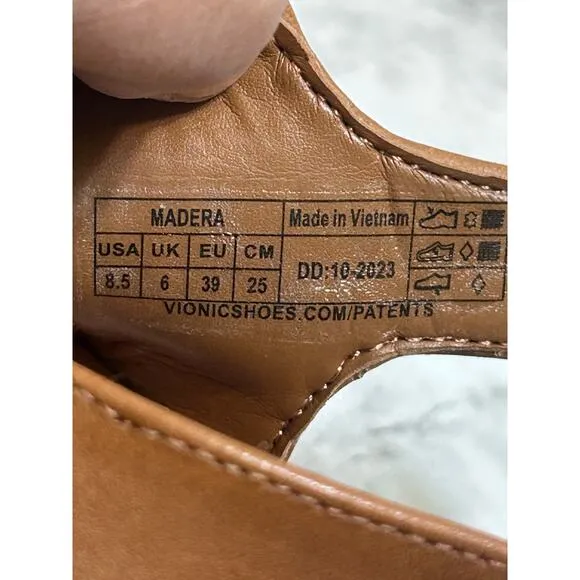 MADERA Made in Vietnam
USA UK EU CM
8.5 6 39 25 DD:10-2023
VIONICSHOES.COM/PATENTS